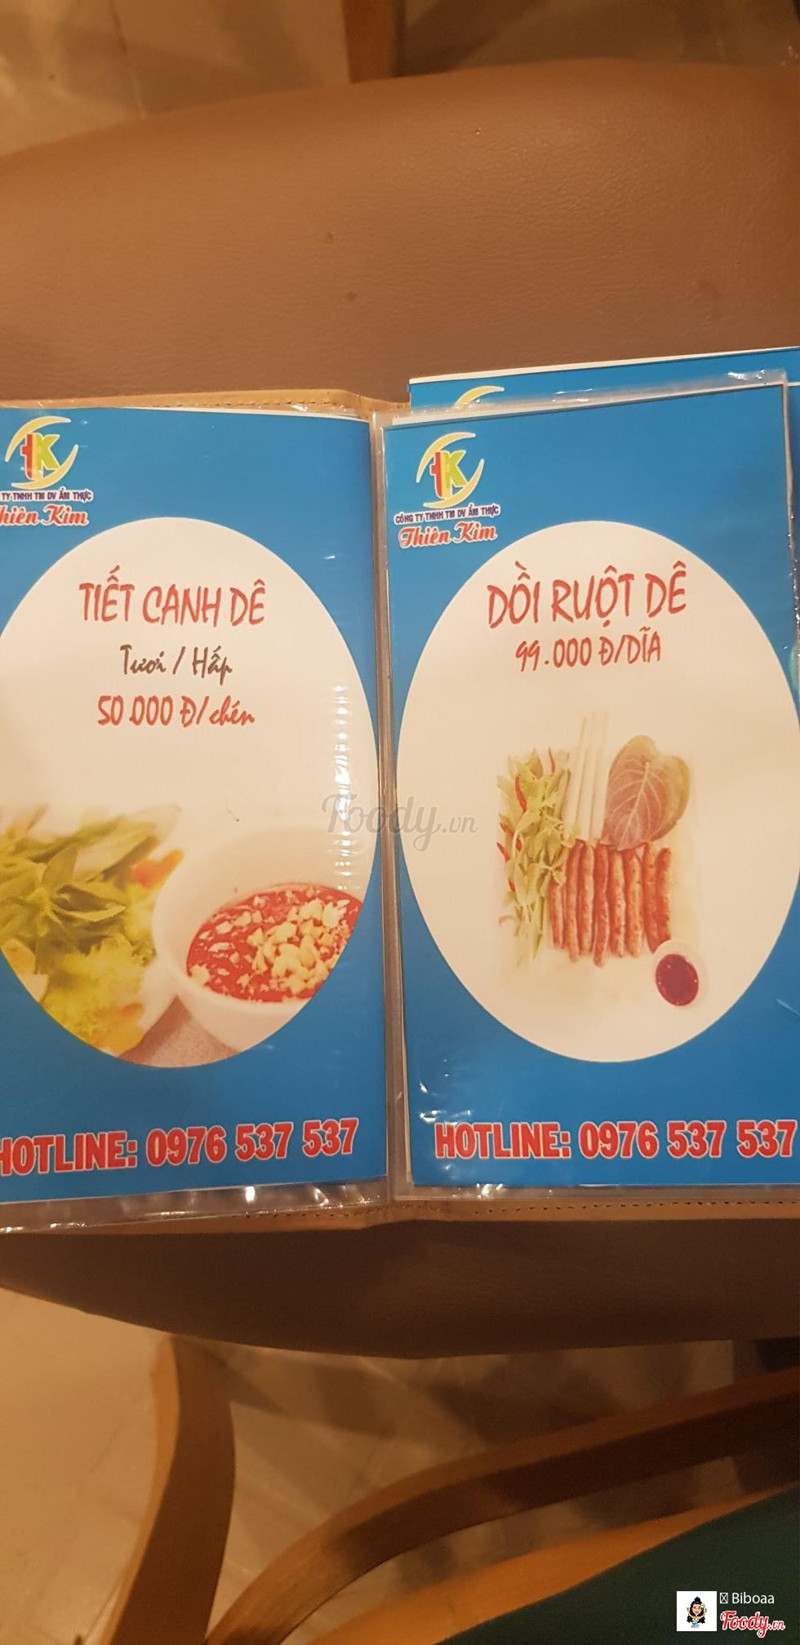 TK
TY TNHH TM DV ẨM THỰC
Thiên Kim
TIẾT CANH DÊ
Tươi / Hấp
50.000 Đ/chén
HOTLINE: 0976 537 537
TK
CÔNG TY TNHH TM DV ẨM THỰC
Thiên Kim
DỒI RUỘT DÊ
99.000 Đ/DĨA
HOTLINE: 0976 537 537
Foody.vn
Biboaa
Foody.vn